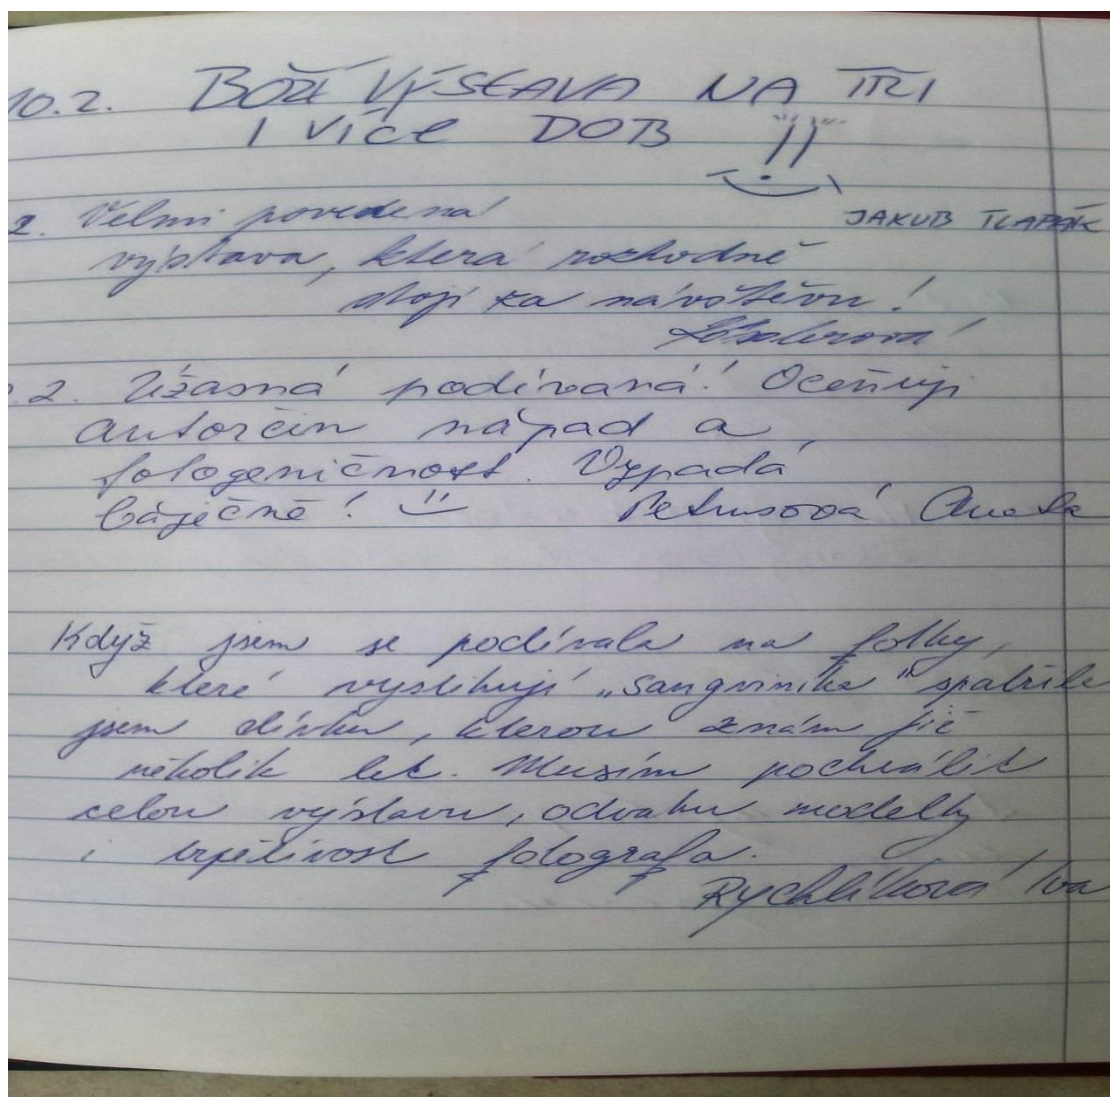 10.2. BOŽÍ VÝSTAVA NA TŘI
I VÍCE DOB !!
JAKUB TLAPÁK
2. Velmi povedená
výstava, která rozhodně
stojí za návštěvu!
.2. Úžasná podívaná! Oceňuji
autorčin nápad a
fotogeničnost. Vypadá
báječně!
Petrusová Aneta
Když jsem se podívala na fotky,
které vystihují „sangvinika" spatřila
jsem dívku, kterou znám již
několik let. Musím pochválit
celou výstavu, odvahu modelky
i trpělivost fotografa.
Rychlíková Iva